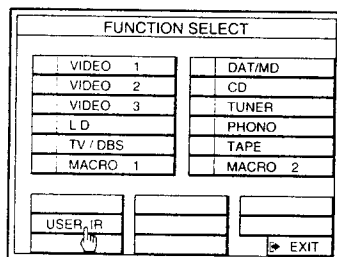 FUNCTION SELECT
VIDEO 1
VIDEO 2
VIDEO 3
LD
TV / DBS
MACRO 1
DAT/MD
CD
TUNER
PHONO
TAPE
MACRO 2
USER IR
EXIT